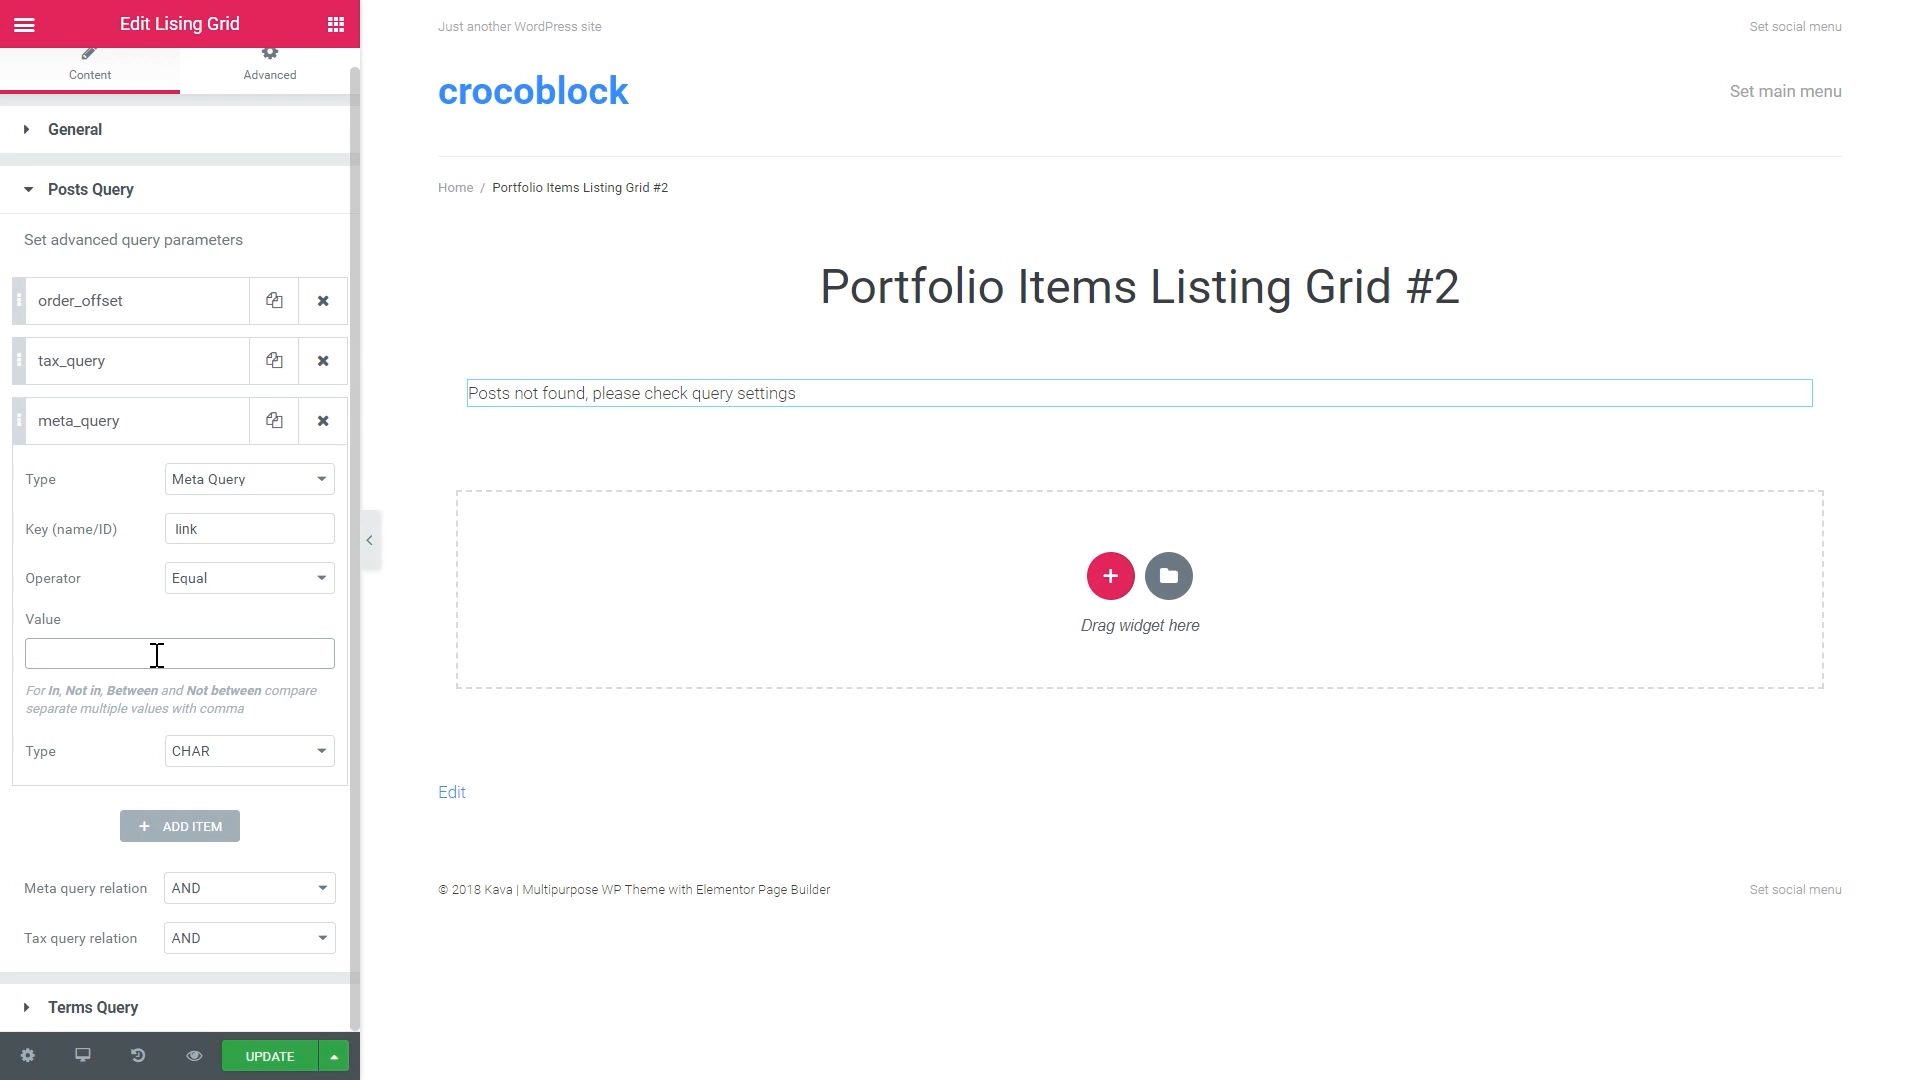 Edit Lising Grid
Content
Advanced
General
Posts Query
Set advanced query parameters
order_offset
tax_query
meta_query
Type
Meta Query
Key (name/ID)
link
Operator
Equal
Value
For In, Not in, Between and Not between compare
separate multiple values with comma
Type
CHAR
+ ADD ITEM
Meta query relation
AND
Tax query relation
AND
Terms Query
UPDATE
Just another WordPress site
Set social menu
crocoblock
Set main menu
Home / Portfolio Items Listing Grid #2
Portfolio Items Listing Grid #2
Posts not found, please check query settings
Drag widget here
Edit
© 2018 Kava | Multipurpose WP Theme with Elementor Page Builder
Set social menu